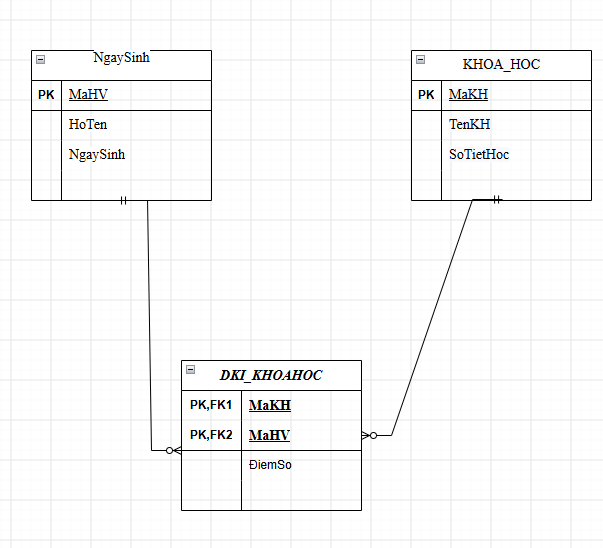 NgaySinh
PK MaHV
HoTen
NgaySinh
KHOA_HOC
PK MaKH
TenKH
SoTietHoc
DKI_KHOAHOC
PK,FK1 MaKH
PK,FK2 MaHV
ĐiemSo